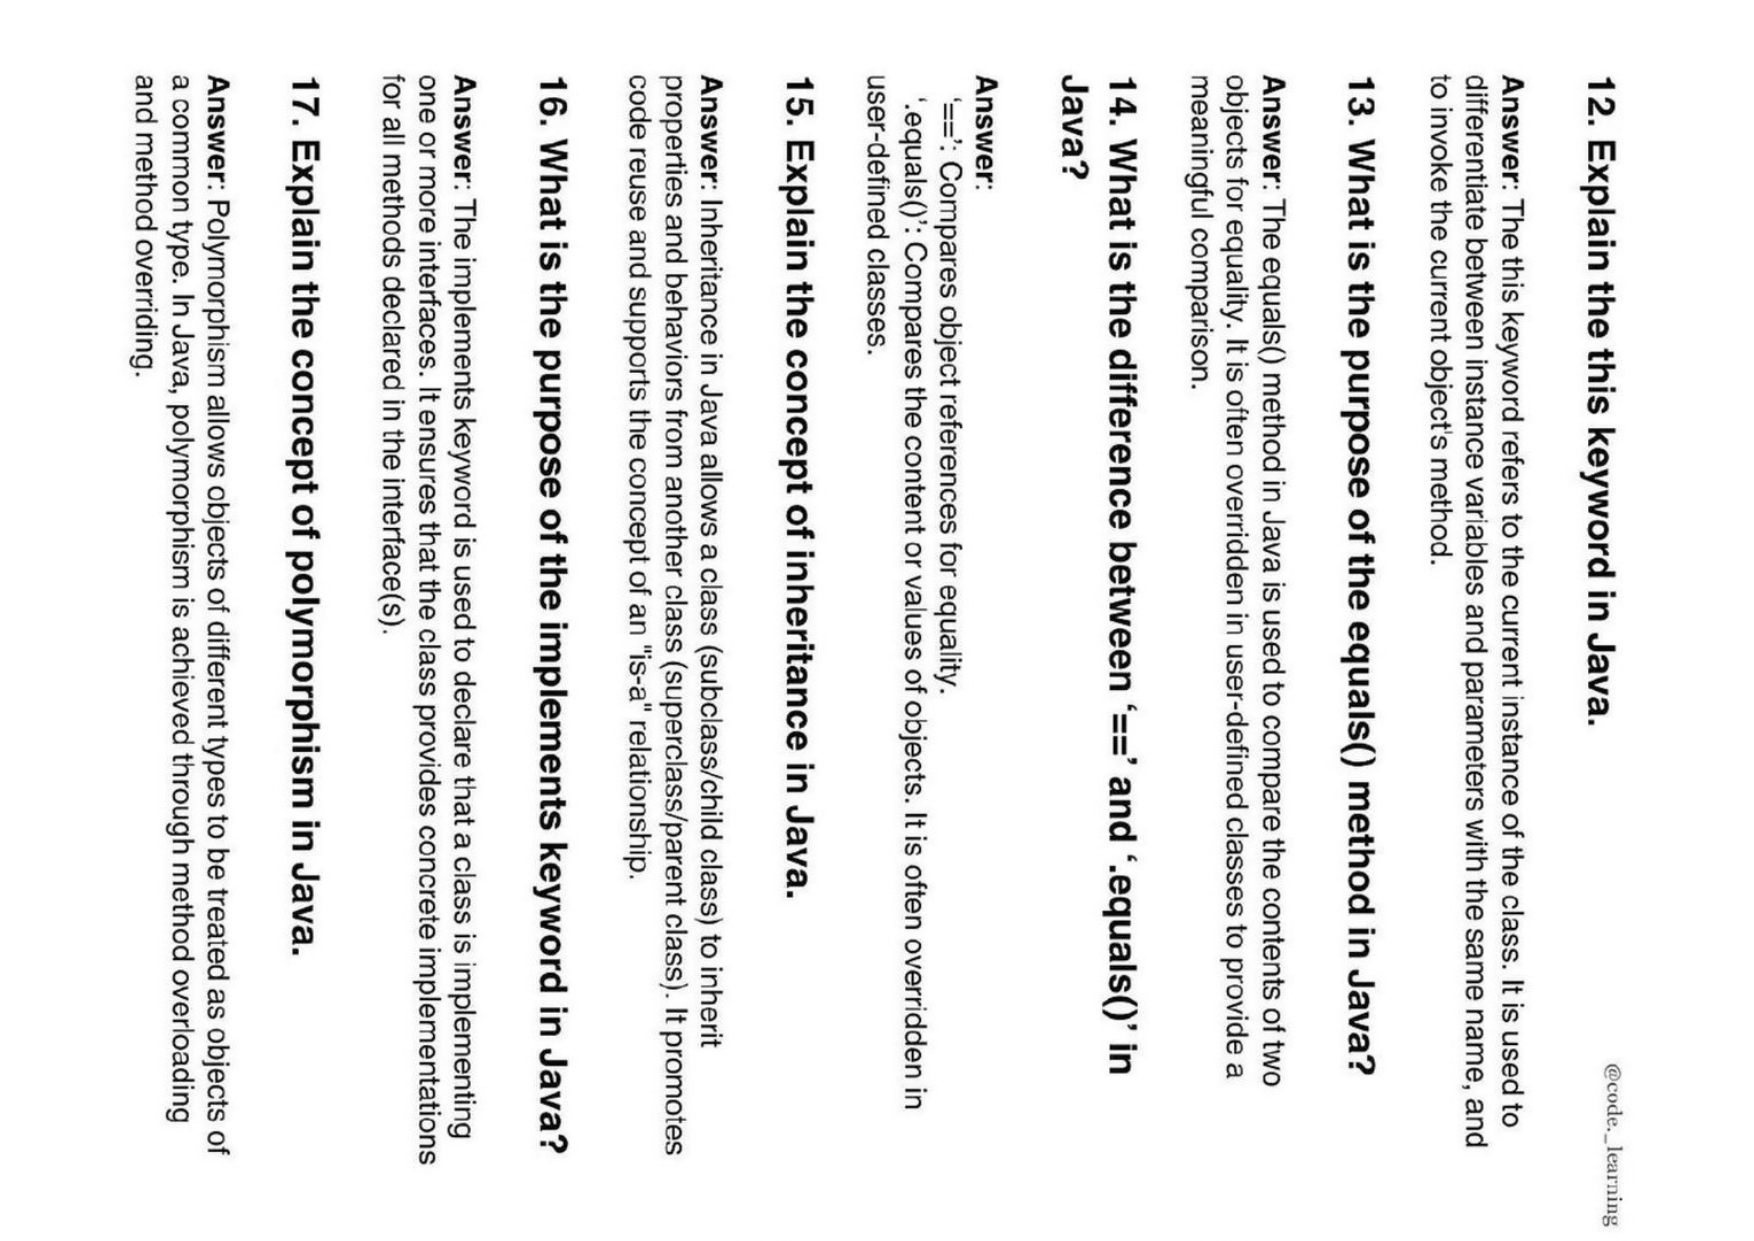 @code._learning
12. Explain the this keyword in Java.
Answer: The this keyword refers to the current instance of the class. It is used to
differentiate between instance variables and parameters with the same name, and
to invoke the current object's method.
13. What is the purpose of the equals() method in Java?
Answer: The equals() method in Java is used to compare the contents of two
objects for equality. It is often overridden in user-defined classes to provide a
meaningful comparison.
14. What is the difference between ‘==’ and ‘.equals()’ in
Java?
Answer:
‘==’: Compares object references for equality.
‘.equals()’: Compares the content or values of objects. It is often overridden in
user-defined classes.
15. Explain the concept of inheritance in Java.
Answer: Inheritance in Java allows a class (subclass/child class) to inherit
properties and behaviors from another class (superclass/parent class). It promotes
code reuse and supports the concept of an "is-a" relationship.
16. What is the purpose of the implements keyword in Java?
Answer: The implements keyword is used to declare that a class is implementing
one or more interfaces. It ensures that the class provides concrete implementations
for all methods declared in the interface(s).
17. Explain the concept of polymorphism in Java.
Answer: Polymorphism allows objects of different types to be treated as objects of
a common type. In Java, polymorphism is achieved through method overloading
and method overriding.